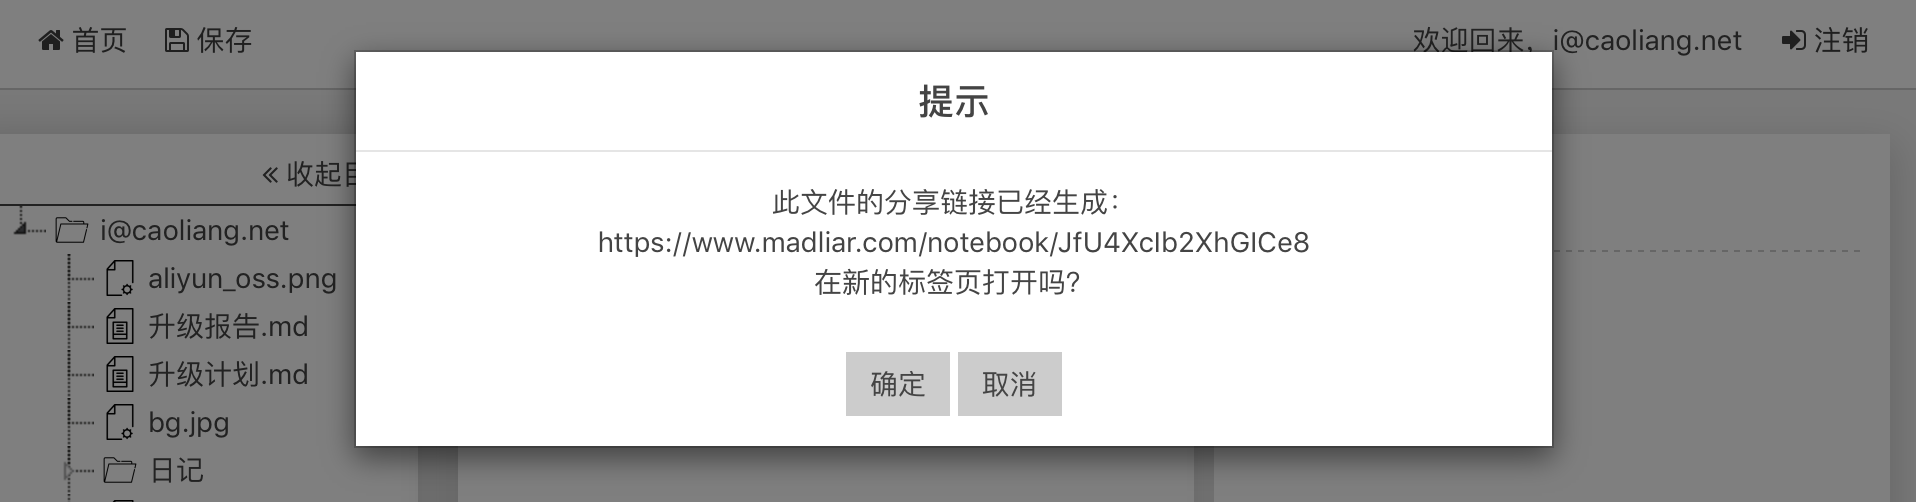 首页 保存 欢迎回来, i@caoliang.net 注销
提示
« 收起
i@caoliang.net
此文件的分享链接已经生成：
https://www.madliar.com/notebook/JfU4XcIb2XhGICe8
在新的标签页打开吗?
aliyun_oss.png
升级报告.md
升级计划.md
确定 取消
bg.jpg
日记